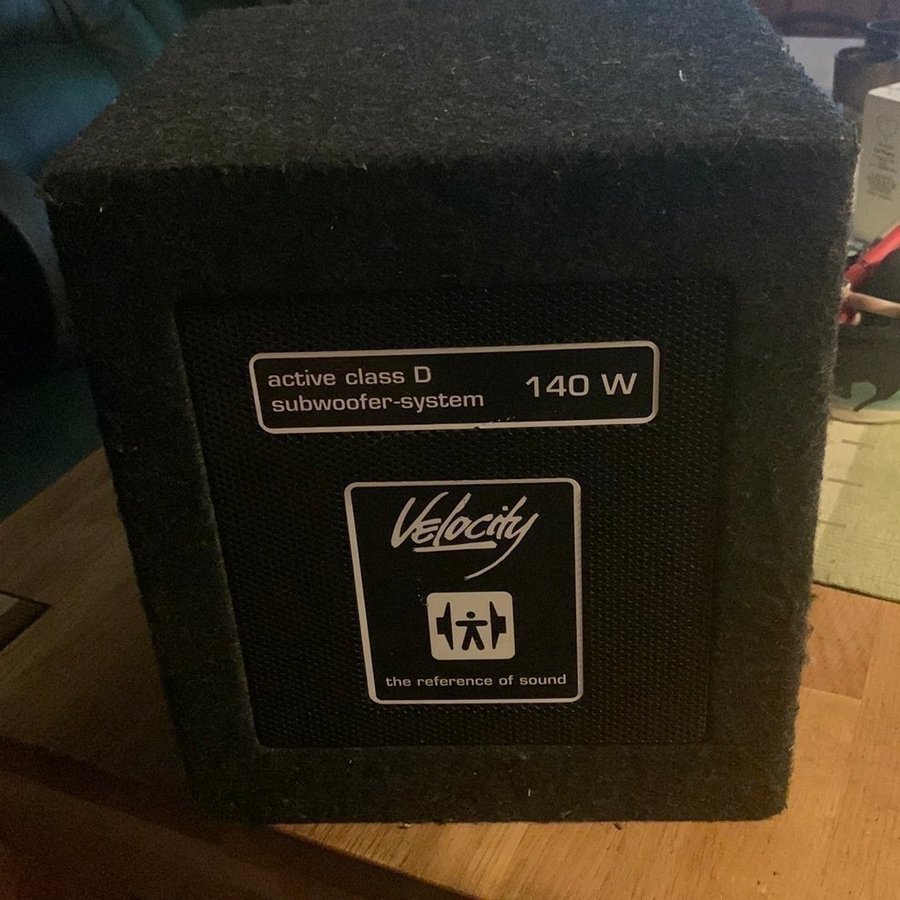 active class D
subwoofer-system
140 W
Velocity
the reference of sound